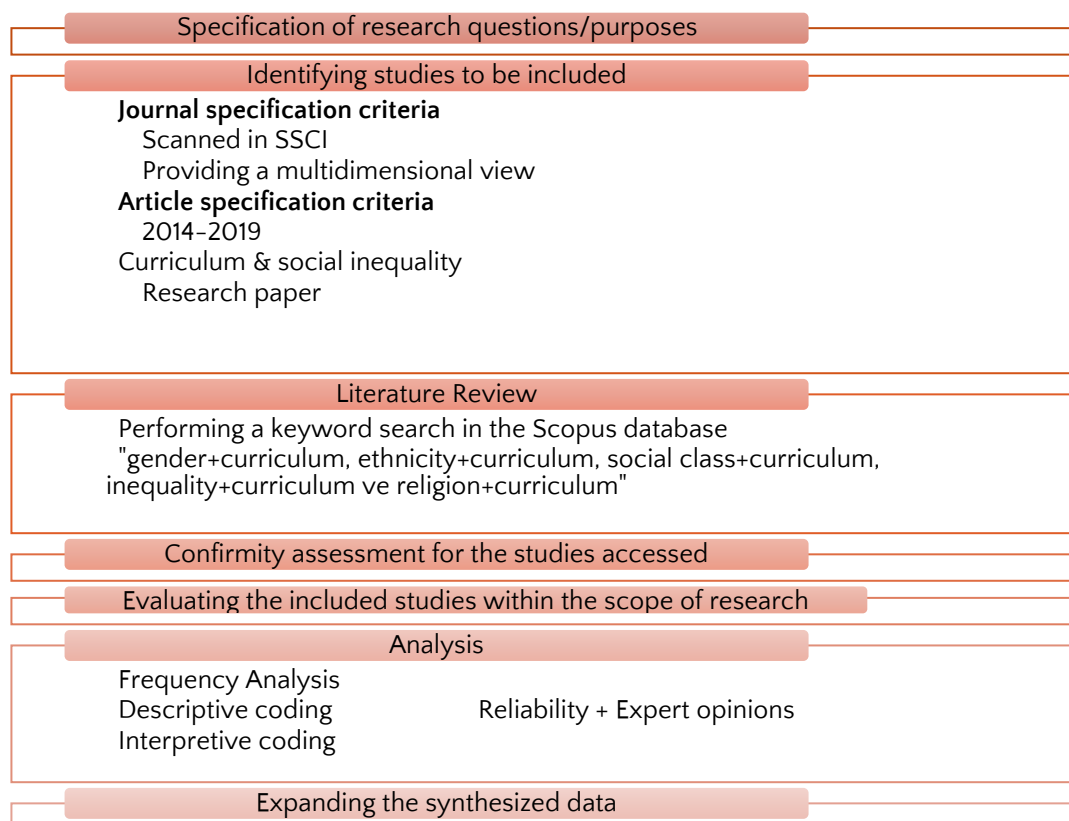 Specification of research questions/purposes
Identifying studies to be included
Journal specification criteria
Scanned in SSCI
Providing a multidimensional view
Article specification criteria
2014-2019
Curriculum & social inequality
Research paper
Literature Review
Performing a keyword search in the Scopus database
"gender+curriculum, ethnicity+curriculum, social class+curriculum,
inequality+curriculum ve religion+curriculum"
Confirmity assessment for the studies accessed
Evaluating the included studies within the scope of research
Analysis
Frequency Analysis
Descriptive coding
Reliability + Expert opinions
Interpretive coding
Expanding the synthesized data